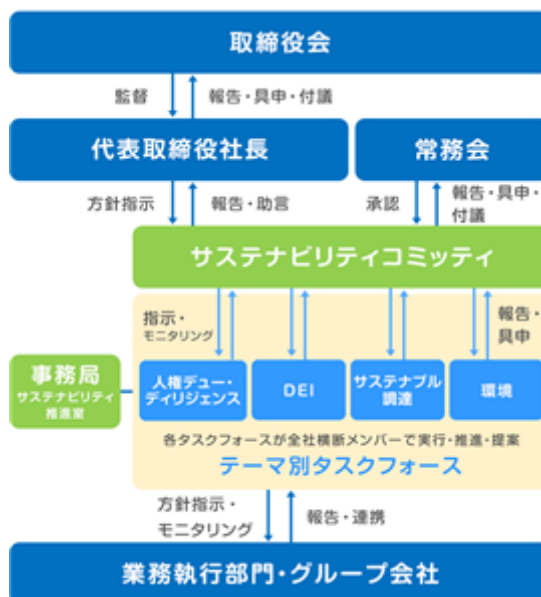 取締役会
監督
報告・具申・付議
代表取締役社長
常務会
方針指示
報告・助言
承認
報告・具申・
付議
サステナビリティコミッティ
指示・
モニタリング
報告・
具申
事務局
サステナビリティ
推進室
人権デュー・
ディリジェンス
DEI
サステナブル
調達
環境
各タスクフォースが全社横断メンバーで実行・推進・提案
テーマ別タスクフォース
方針指示・
モニタリング
報告・連携
業務執行部門・グループ会社